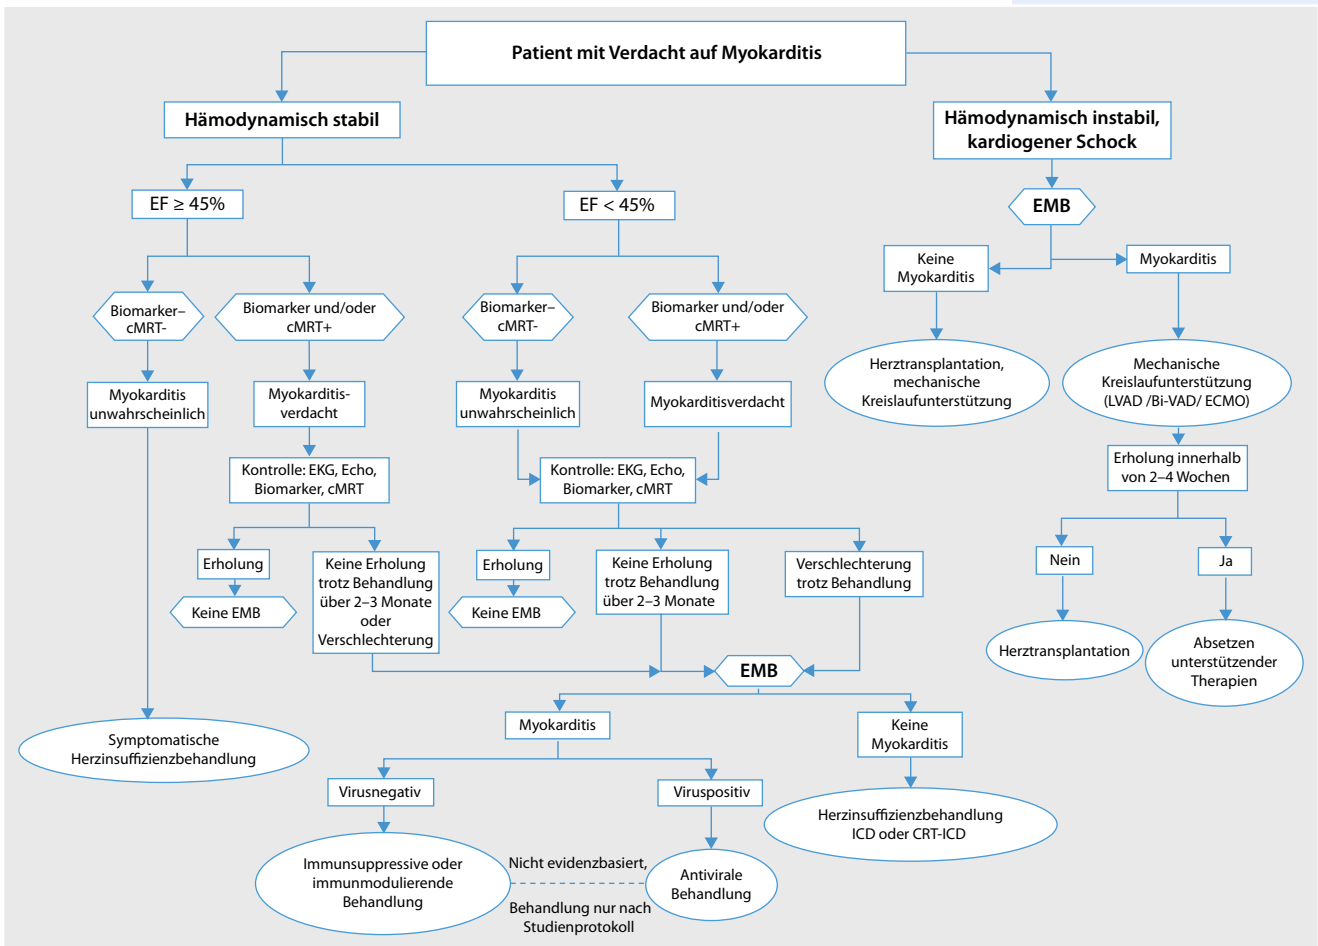 Patient mit Verdacht auf Myokarditis
Hämodynamisch stabil
Hämodynamisch instabil,
kardiogener Schock
EF ≥ 45%
EF < 45%
EMB
Keine
Myokarditis
Myokarditis
Biomarker–
cMRT-
Biomarker und/oder
cMRT+
Biomarker–
cMRT-
Biomarker und/oder
cMRT+
Herztransplantation,
mechanische
Kreislaufunterstützung
Mechanische
Kreislaufunterstützung
(LVAD /Bi-VAD/ ECMO)
Myokarditis
unwahrscheinlich
Myokarditis-
verdacht
Myokarditis
unwahrscheinlich
Myokarditisverdacht
Kontrolle: EKG, Echo,
Biomarker, cMRT
Kontrolle: EKG, Echo,
Biomarker, cMRT
Erholung innerhalb
von 2–4 Wochen
Erholung
Keine Erholung
trotz Behandlung
über 2–3 Monate
oder
Verschlechterung
Erholung
Keine Erholung
trotz Behandlung
über 2–3 Monate
Verschlechterung
trotz Behandlung
Nein
Ja
Keine EMB
Keine EMB
Herztransplantation
Absetzen
unterstützender
Therapien
EMB
Symptomatische
Herzinsuffizienzbehandlung
Myokarditis
Keine
Myokarditis
Virusnegativ
Viruspositiv
Herzinsuffizienzbehandlung
ICD oder CRT-ICD
Immunsuppressive oder
immunmodulierende
Behandlung
Nicht evidenzbasiert,
Behandlung nur nach
Studienprotokoll
Antivirale
Behandlung